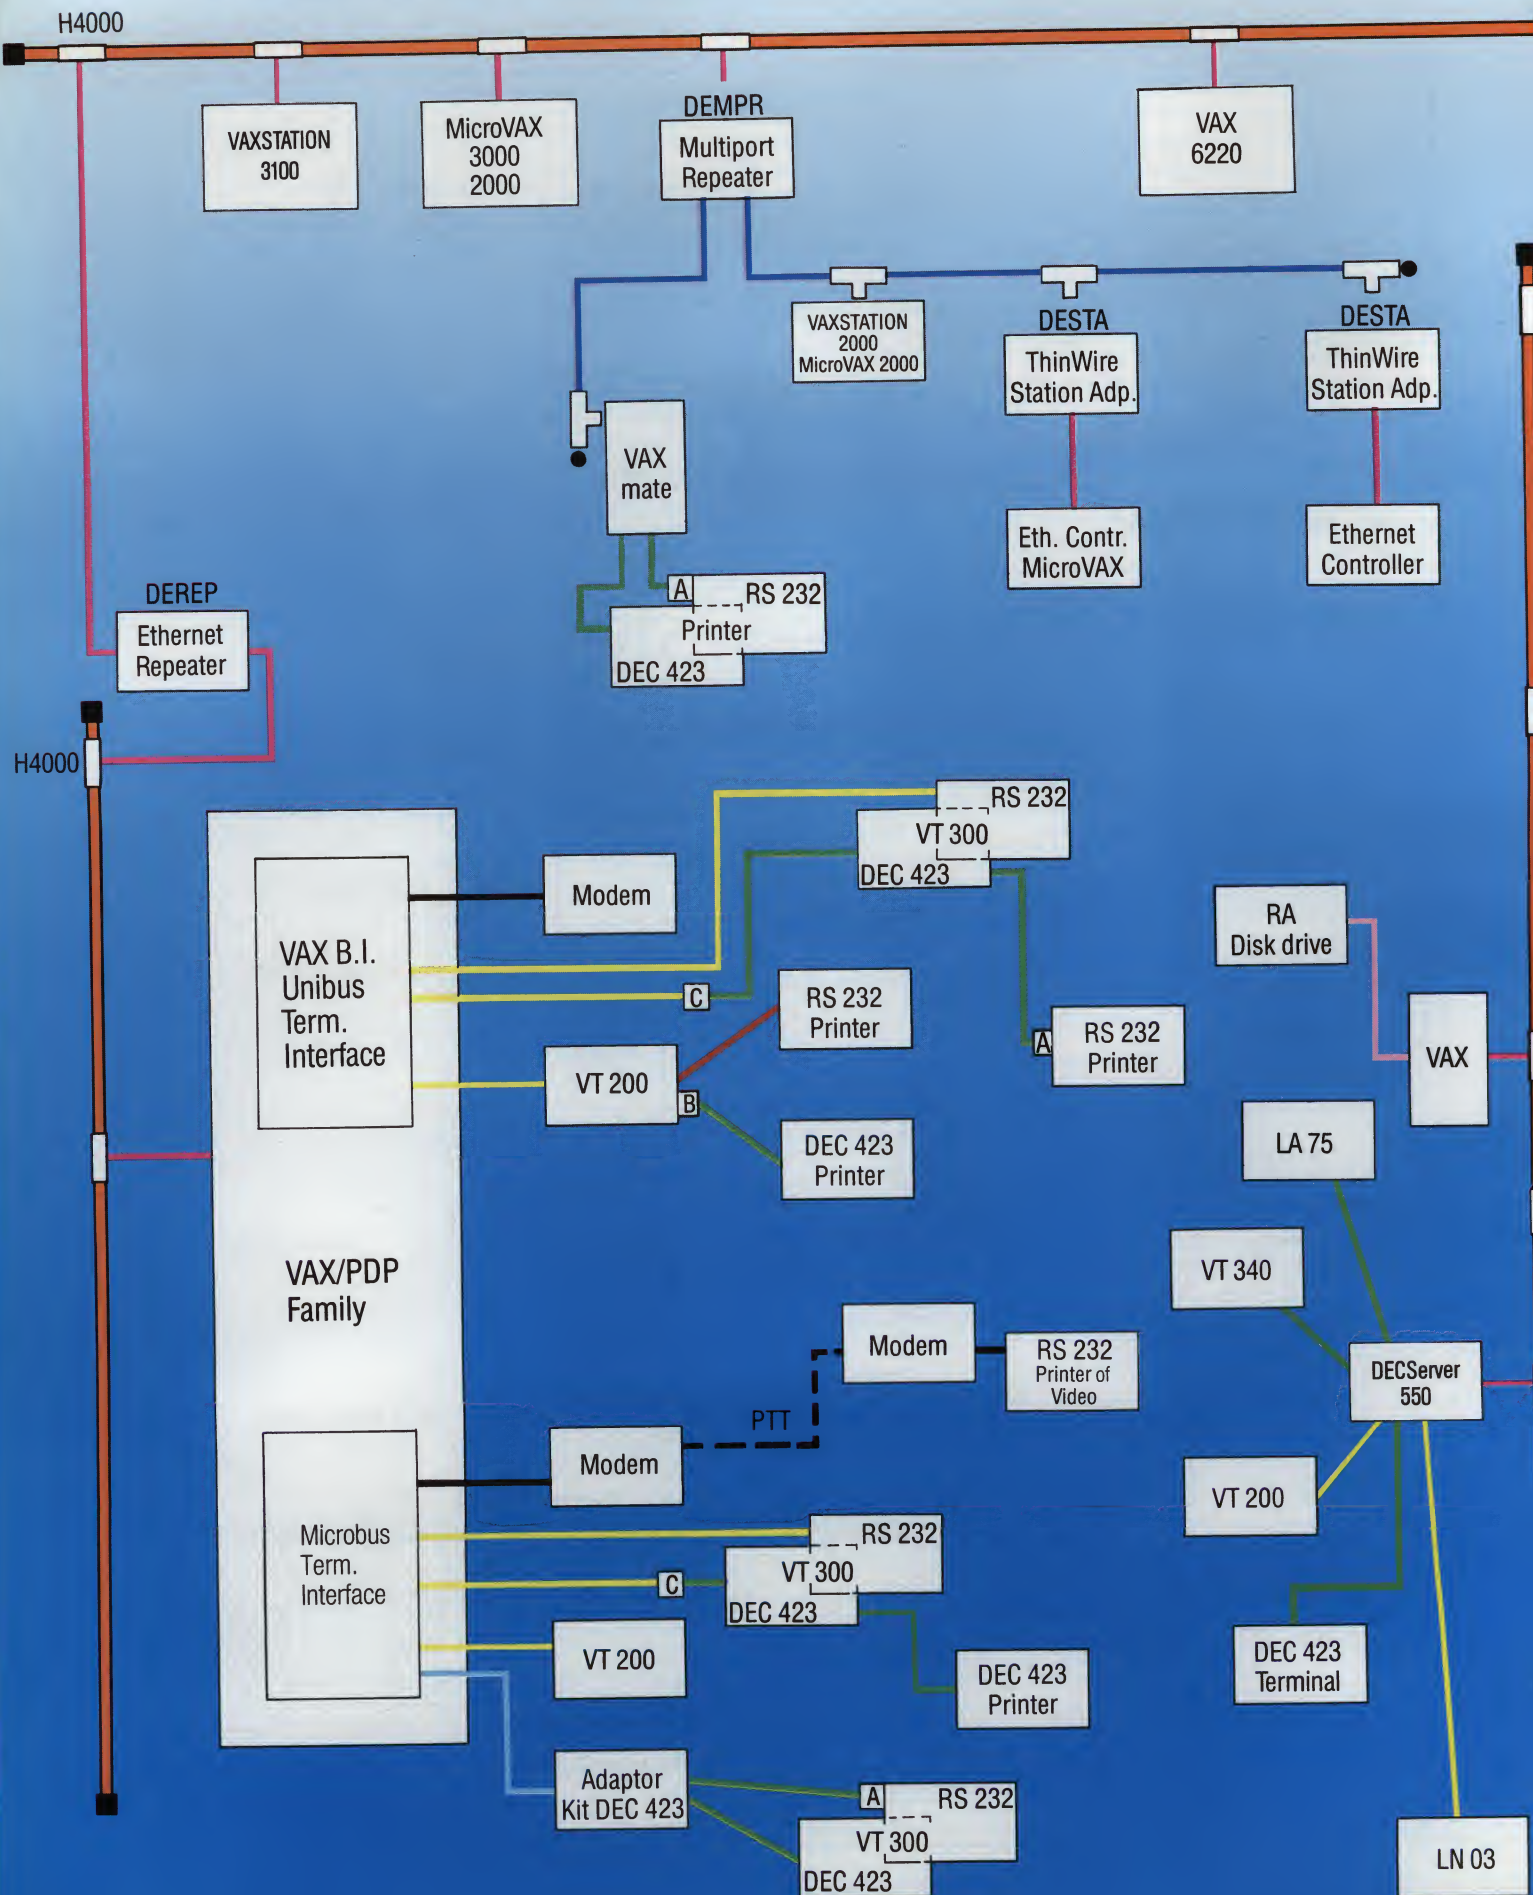 H4000
VAXSTATION
3100
MicroVAX
3000
2000
DEMPR
Multiport
Repeater
VAX
6220
VAXSTATION
2000
MicroVAX 2000
DESTA
ThinWire
Station Adp.
DESTA
ThinWire
Station Adp.
VAX
mate
Eth. Contr.
MicroVAX
Ethernet
Controller
A
RS 232
Printer
DEC 423
DEREP
Ethernet
Repeater
H4000
VAX B.I.
Unibus
Term.
Interface
Modem
RS 232
VT 300
DEC 423
C
RS 232
Printer
A
RS 232
Printer
VT 200
B
DEC 423
Printer
RA
Disk drive
VAX
LA 75
VT 340
DECServer
550
VT 200
DEC 423
Terminal
LN 03
VAX/PDP
Family
Modem
RS 232
Printer of
Video
PTT
Modem
Microbus
Term.
Interface
RS 232
VT 300
DEC 423
C
VT 200
DEC 423
Printer
Adaptor
Kit DEC 423
A
RS 232
VT 300
DEC 423